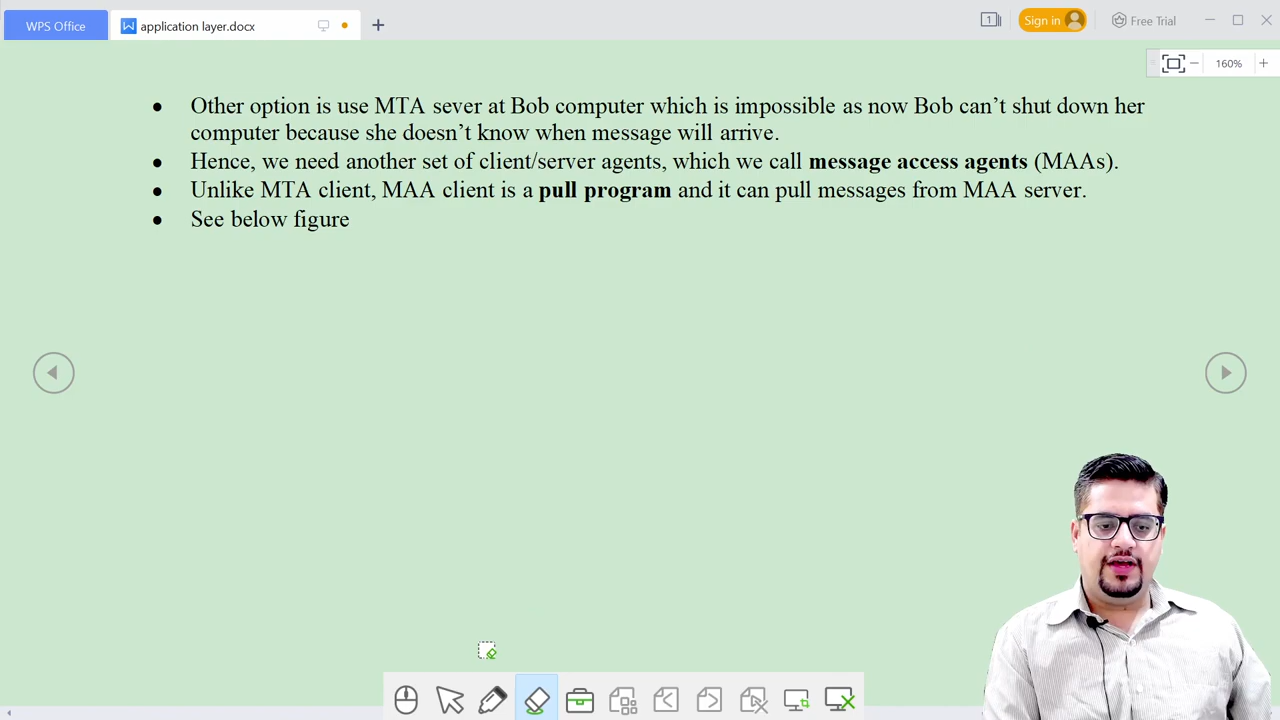 WPS Office
application layer.docx
1
Sign in
Free Trial
160%
• Other option is use MTA sever at Bob computer which is impossible as now Bob can’t shut down her
computer because she doesn’t know when message will arrive.
• Hence, we need another set of client/server agents, which we call message access agents (MAAs).
• Unlike MTA client, MAA client is a pull program and it can pull messages from MAA server.
• See below figure